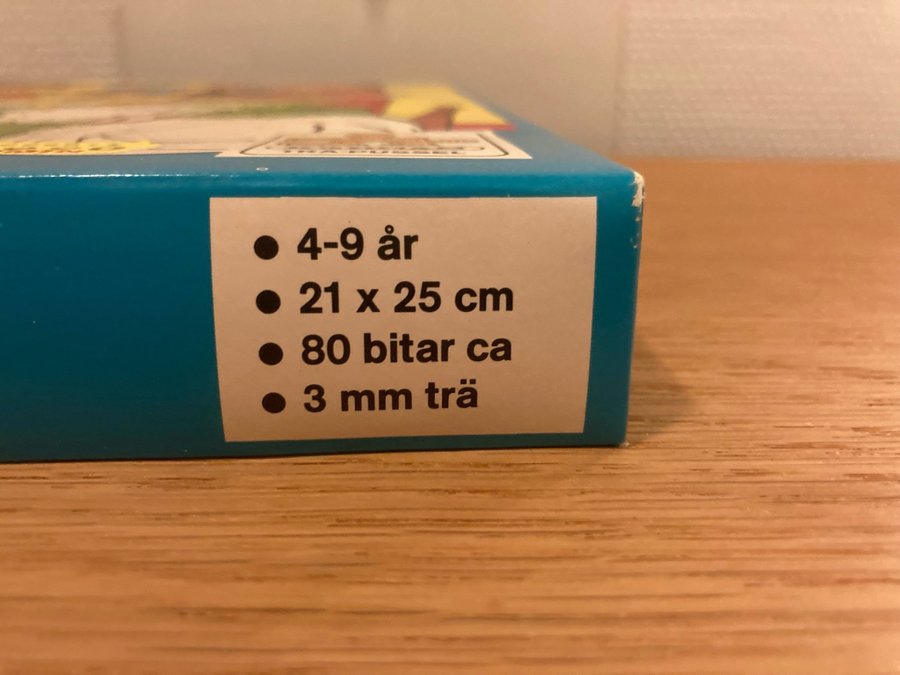 ● 4-9 år
● 21 x 25 cm
● 80 bitar ca
● 3 mm trä